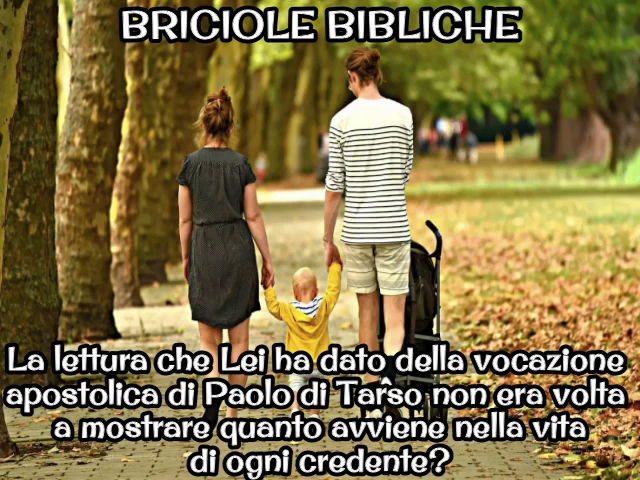 BRICIOLE BIBLICHE
La lettura che Lei ha dato della vocazione
apostolica di Paolo di Tarso non era volta
a mostrare quanto avviene nella vita
di ogni credente?